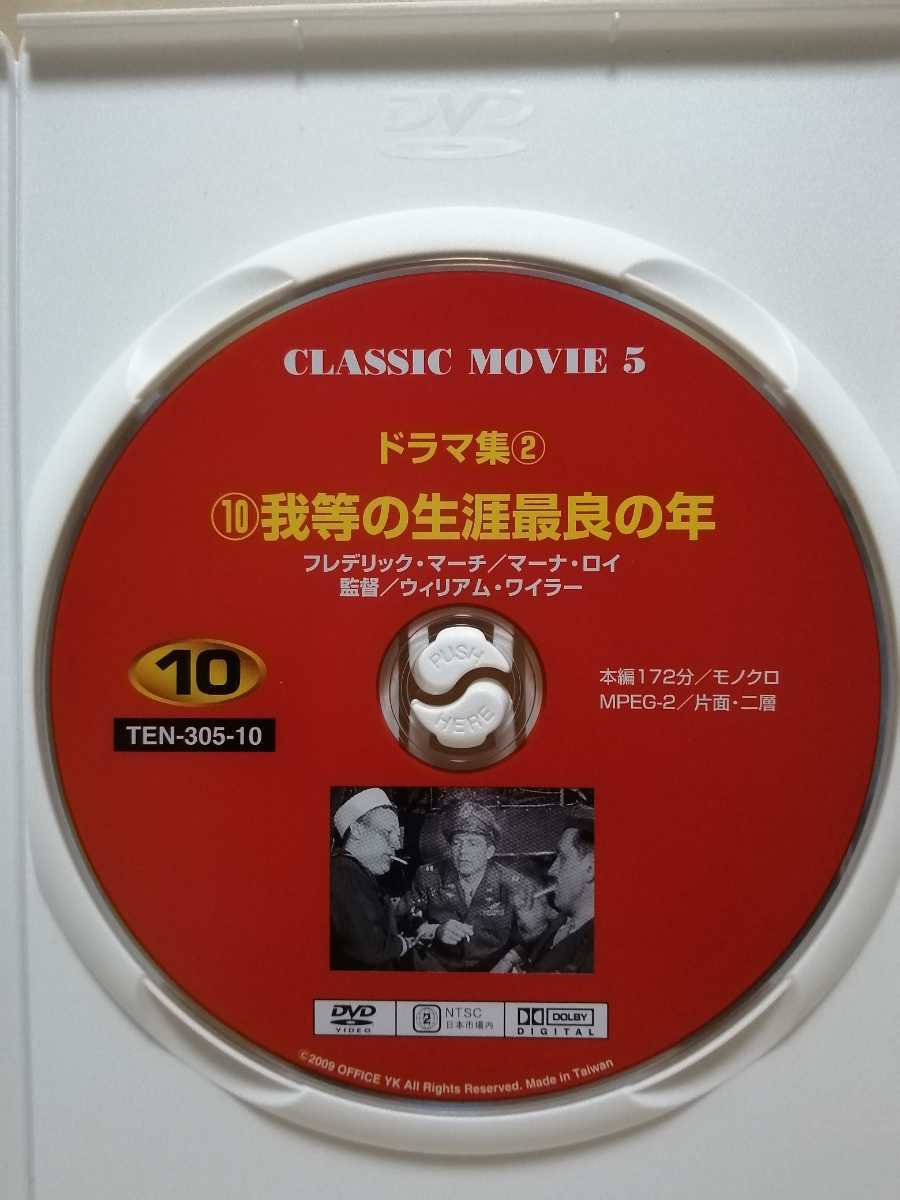 DVD
CLASSIC MOVIE 5
ドラマ集②
⑩我等の生涯最良の年
フレデリック・マーチ／マーナ・ロイ
監督／ウィリアム・ワイラー
PUSH
HERE
10
TEN-305-10
本編172分／モノクロ
MPEG-2／片面・二層
DVD
VIDEO
2
NTSC
日本市場内
DOLBY
DIGITAL
©2009 OFFICE YK All Rights Reserved. Made in Taiwan